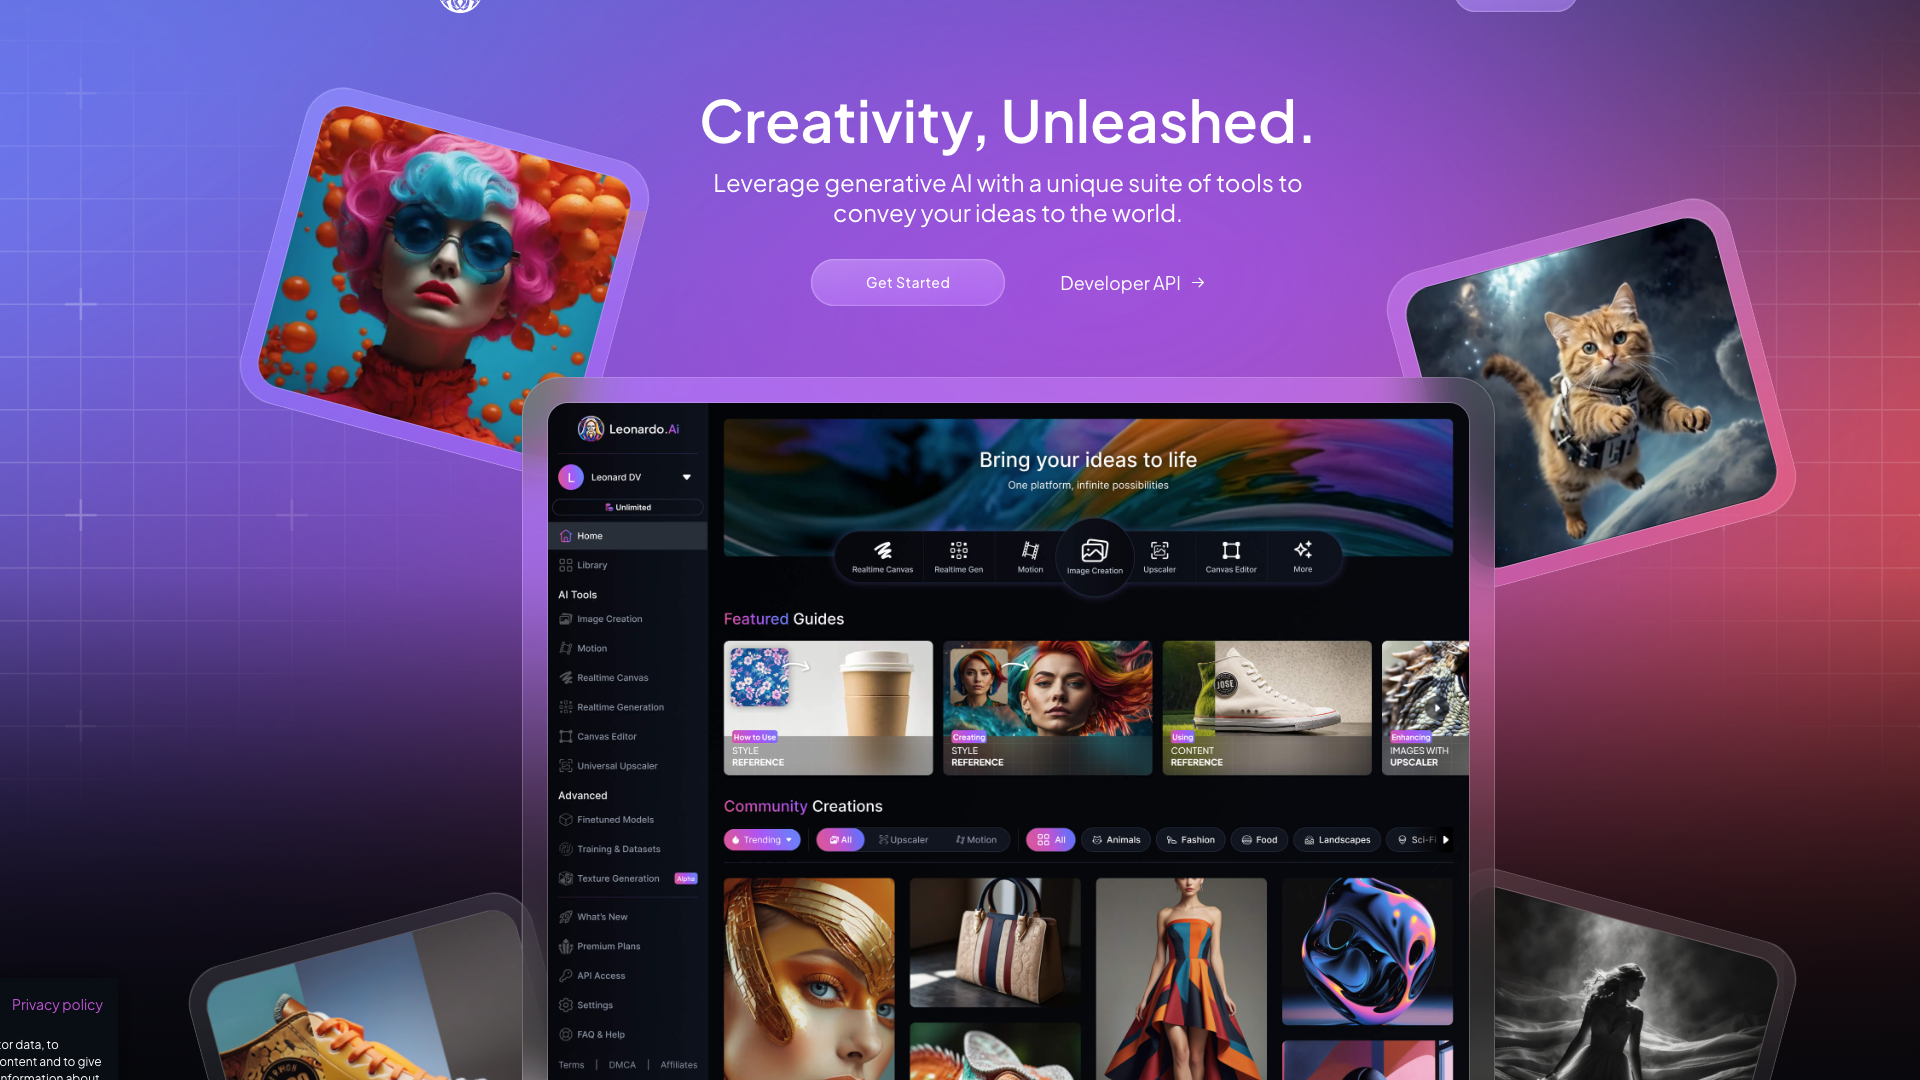 Creativity, Unleashed.
Leverage generative AI with a unique suite of tools to
convey your ideas to the world.
Get Started
Developer API →
Leonardo.Ai
L
Leonard DV
Unlimited
Home
Library
AI Tools
Image Creation
Motion
Realtime Canvas
Realtime Generation
Canvas Editor
Universal Upscaler
Advanced
Finetuned Models
Training & Datasets
Texture Generation Alpha
What's New
Premium Plans
API Access
Settings
FAQ & Help
Terms | DMCA | Affiliates
Bring your ideas to life
One platform, infinite possibilities
Realtime Canvas
Realtime Gen
Motion
Image Creation
Upscaler
Canvas Editor
More
Featured Guides
How to Use
STYLE
REFERENCE
Creating
STYLE
REFERENCE
JOSE
Using
CONTENT
REFERENCE
Enhancing
IMAGES WITH
UPSCALER
Community Creations
Trending
All
Upscaler
Motion
All
Animals
Fashion
Food
Landscapes
Sci-Fi
Privacy policy
tor data, to
ontent and to give
nformation about